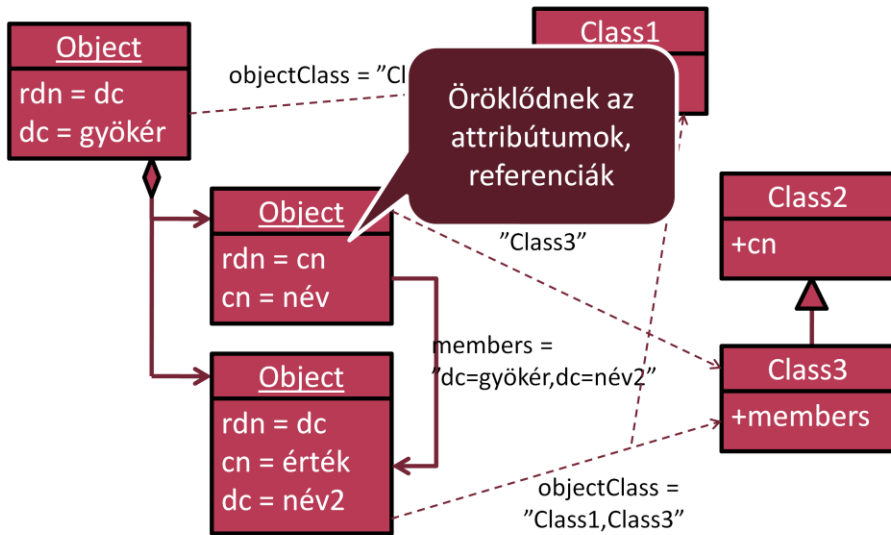 Object
rdn = dc
dc = gyökér
objectClass = ”Cl
Class1
Öröklődnek az
attribútumok,
referenciák
Object
rdn = cn
cn = név
”Class3”
Class2
+cn
members =
”dc=gyökér,dc=név2”
Class3
+members
Object
rdn = dc
cn = érték
dc = név2
objectClass =
”Class1,Class3”